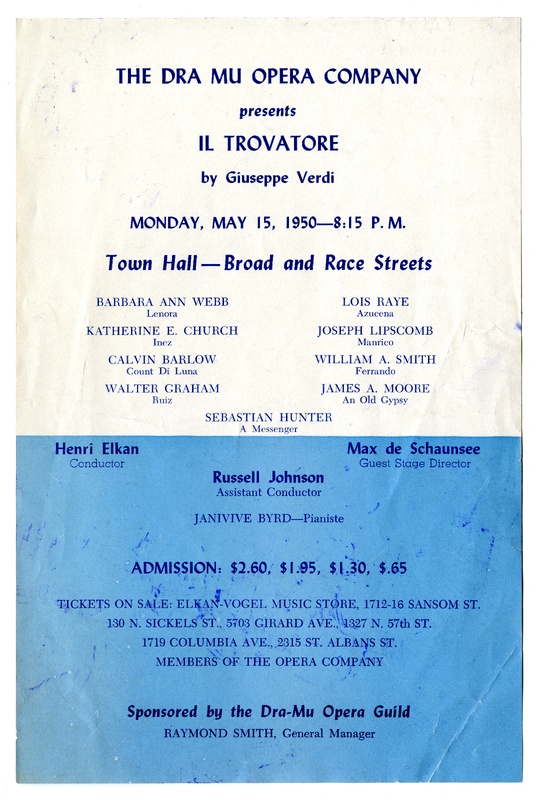 THE DRA MU OPERA COMPANY
presents
IL TROVATORE
by Giuseppe Verdi
MONDAY, MAY 15, 1950—8:15 P. M.
Town Hall — Broad and Race Streets
BARBARA ANN WEBB
Lenora
LOIS RAYE
Azucena
KATHERINE E. CHURCH
Inez
JOSEPH LIPSCOMB
Manrico
CALVIN BARLOW
Count Di Luna
WILLIAM A. SMITH
Ferrando
WALTER GRAHAM
Ruiz
JAMES A. MOORE
An Old Gypsy
SEBASTIAN HUNTER
A Messenger
Henri Elkan
Conductor
Max de Schaunsee
Guest Stage Director
Russell Johnson
Assistant Conductor
JANIVIVE BYRD—Pianiste
ADMISSION: $2.60, $1.95, $1.30, $.65
TICKETS ON SALE: ELKAN-VOGEL MUSIC STORE, 1712-16 SANSOM ST.
130 N. SICKELS ST., 5703 GIRARD AVE., 1327 N. 57th ST.
1719 COLUMBIA AVE., 2315 ST. ALBANS ST.
MEMBERS OF THE OPERA COMPANY
Sponsored by the Dra-Mu Opera Guild
RAYMOND SMITH, General Manager